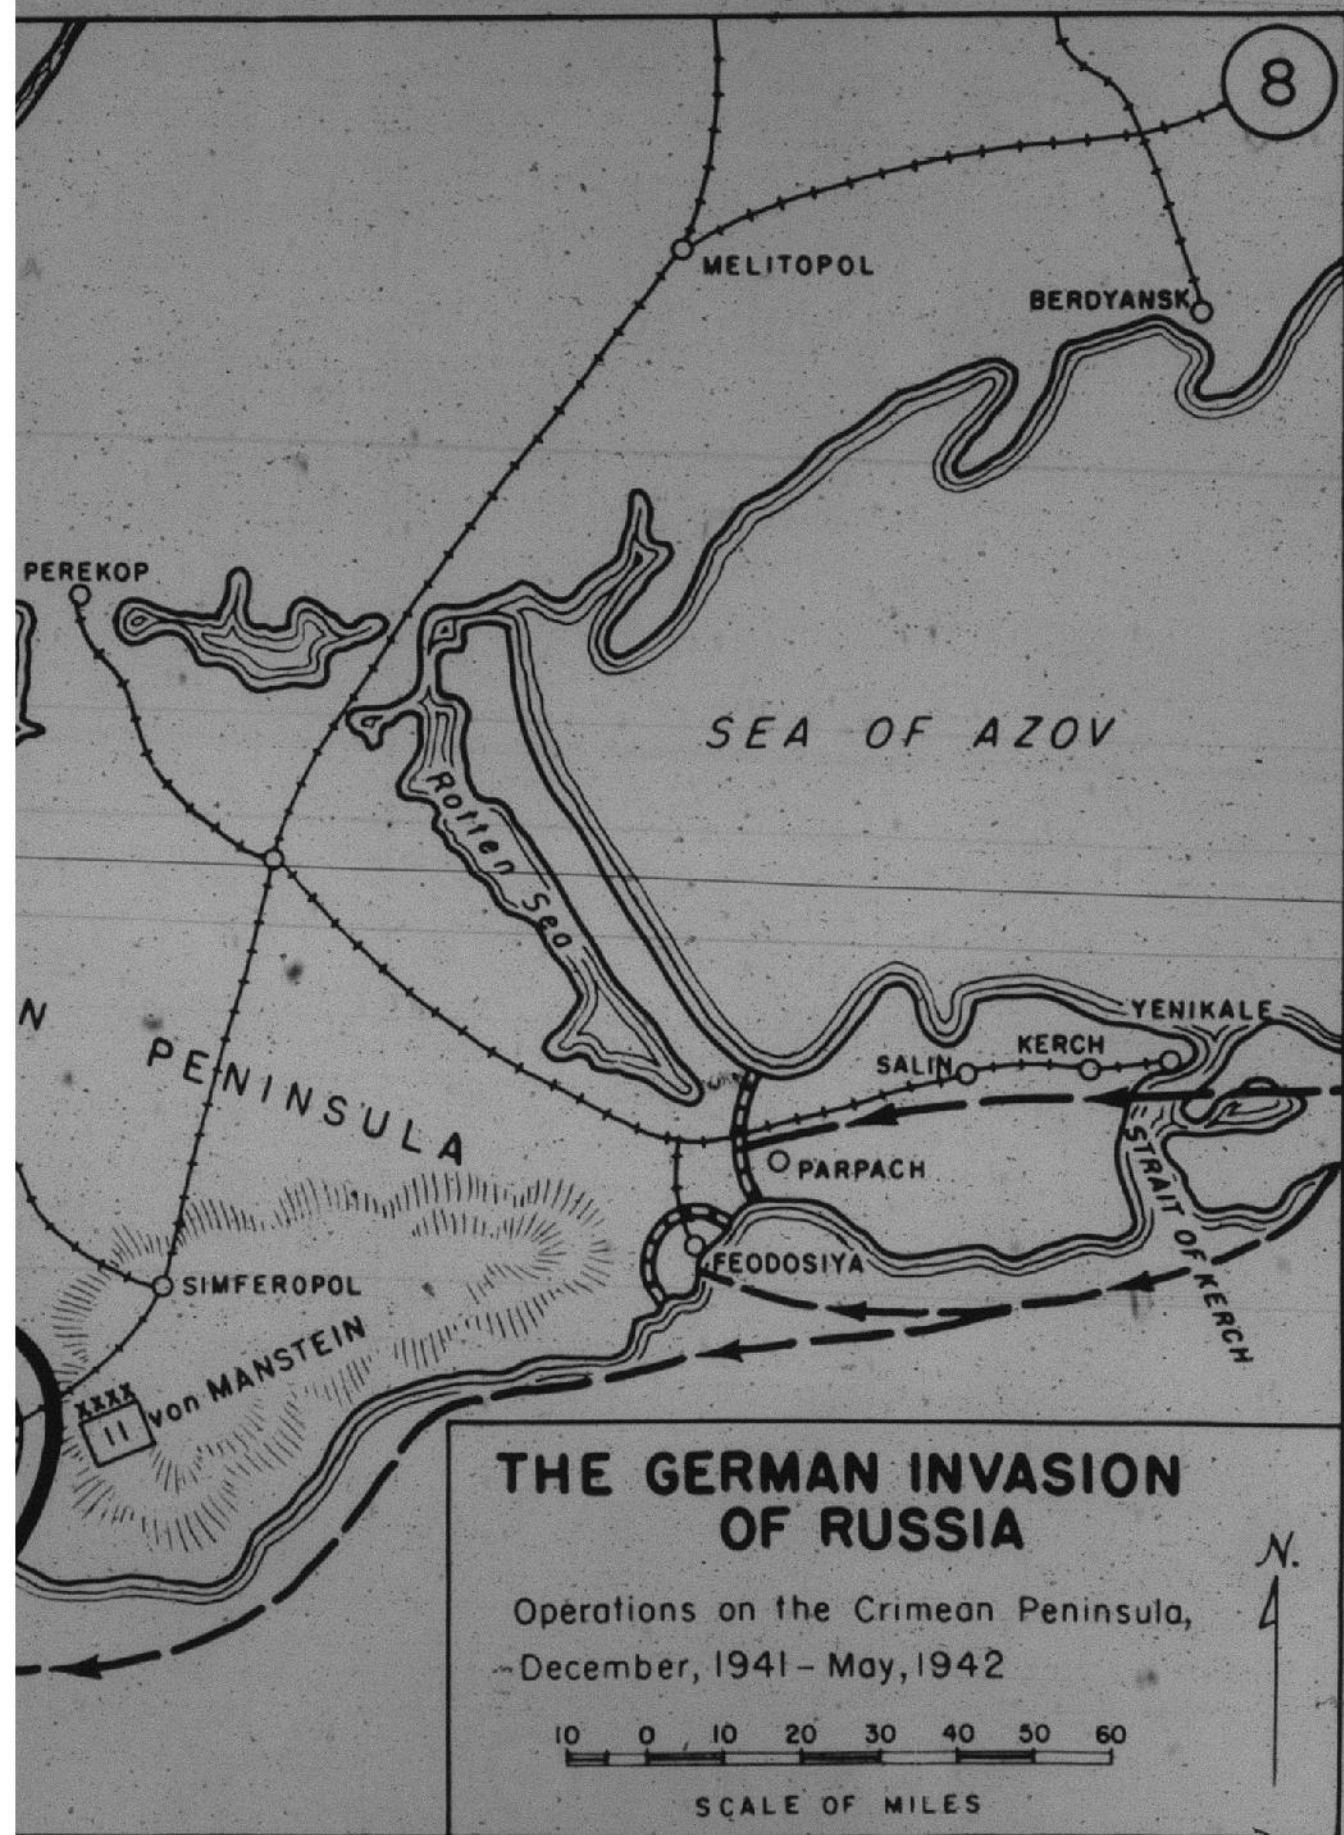 8
MELITOPOL
BERDYANSK
PEREKOP
SEA OF AZOV
Rotten Sea
N
PENINSULA
YENIKALE
KERCH
SALIN
PARPACH
STRAIT OF KERCH
FEODOSIYA
SIMFEROPOL
XXXX
11
von MANSTEIN
THE GERMAN INVASION
OF RUSSIA
N.
Operations on the Crimean Peninsula,
December, 1941 – May, 1942
10 0 10 20 30 40 50 60
SCALE OF MILES